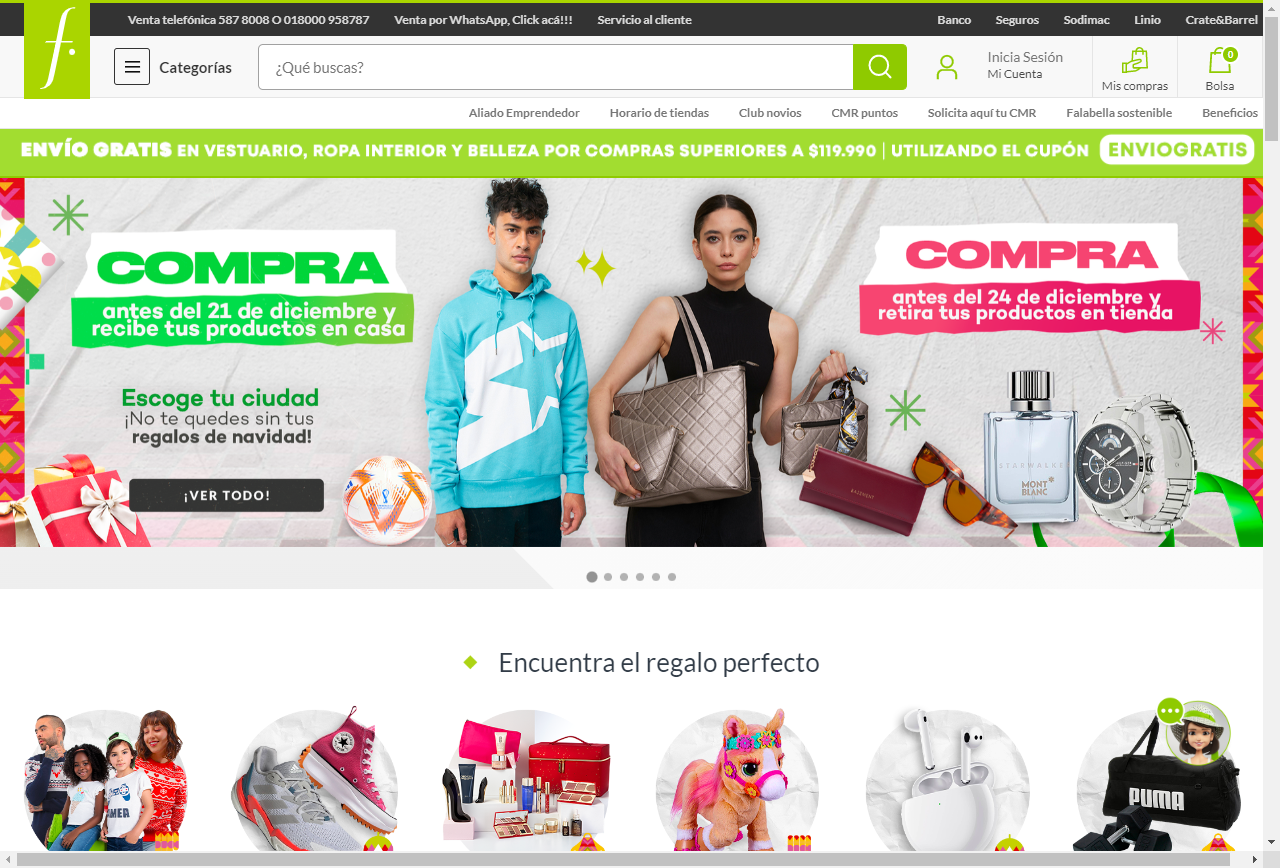 Venta telefónica 587 8008 O 018000 958787 Venta por WhatsApp, Click acá!!! Servicio al cliente Banco Seguros Sodimac Linio Crate&Barrel
f.
Categorías
¿Qué buscas?
Inicia Sesión
Mi Cuenta
Mis compras
0
Bolsa
Aliado Emprendedor Horario de tiendas Club novios CMR puntos Solicita aquí tu CMR Falabella sostenible Beneficios
ENVÍO GRATIS EN VESTUARIO, ROPA INTERIOR Y BELLEZA POR COMPRAS SUPERIORES A $119.990 | UTILIZANDO EL CUPÓN ENVIOGRATIS
COMPRA
antes del 21 de diciembre y
recibe tus productos en casa
Escoge tu ciudad
¡No te quedes sin tus
regalos de navidad!
¡VER TODO!
COMPRA
antes del 24 de diciembre y
retira tus productos en tienda
BASEMENT
STARWALKER
MONT
BLANC
Encuentra el regalo perfecto
PUMA